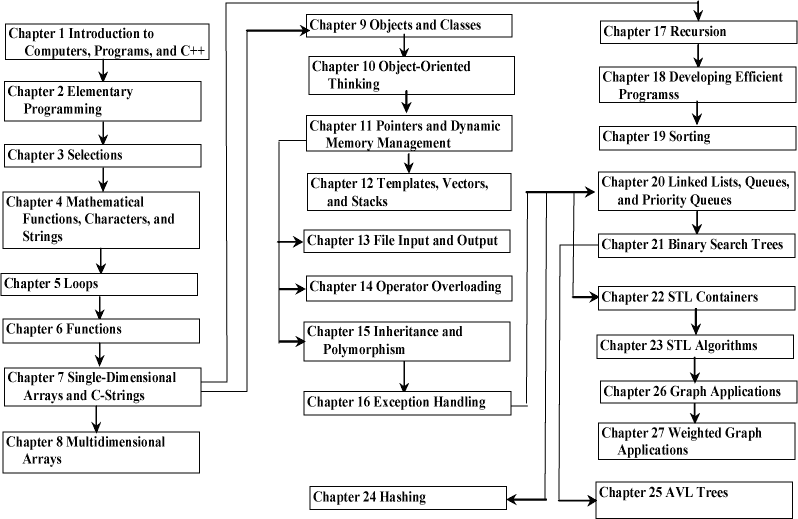 Chapter 1 Introduction to
Computers, Programs, and C++
Chapter 2 Elementary
Programming
Chapter 3 Selections
Chapter 4 Mathematical
Functions, Characters, and
Strings
Chapter 5 Loops
Chapter 6 Functions
Chapter 7 Single-Dimensional
Arrays and C-Strings
Chapter 8 Multidimensional
Arrays
Chapter 9 Objects and Classes
Chapter 10 Object-Oriented
Thinking
Chapter 11 Pointers and Dynamic
Memory Management
Chapter 12 Templates, Vectors,
and Stacks
Chapter 13 File Input and Output
Chapter 14 Operator Overloading
Chapter 15 Inheritance and
Polymorphism
Chapter 16 Exception Handling
Chapter 24 Hashing
Chapter 17 Recursion
Chapter 18 Developing Efficient
Programss
Chapter 19 Sorting
Chapter 20 Linked Lists, Queues,
and Priority Queues
Chapter 21 Binary Search Trees
Chapter 22 STL Containers
Chapter 23 STL Algorithms
Chapter 26 Graph Applications
Chapter 27 Weighted Graph
Applications
Chapter 25 AVL Trees